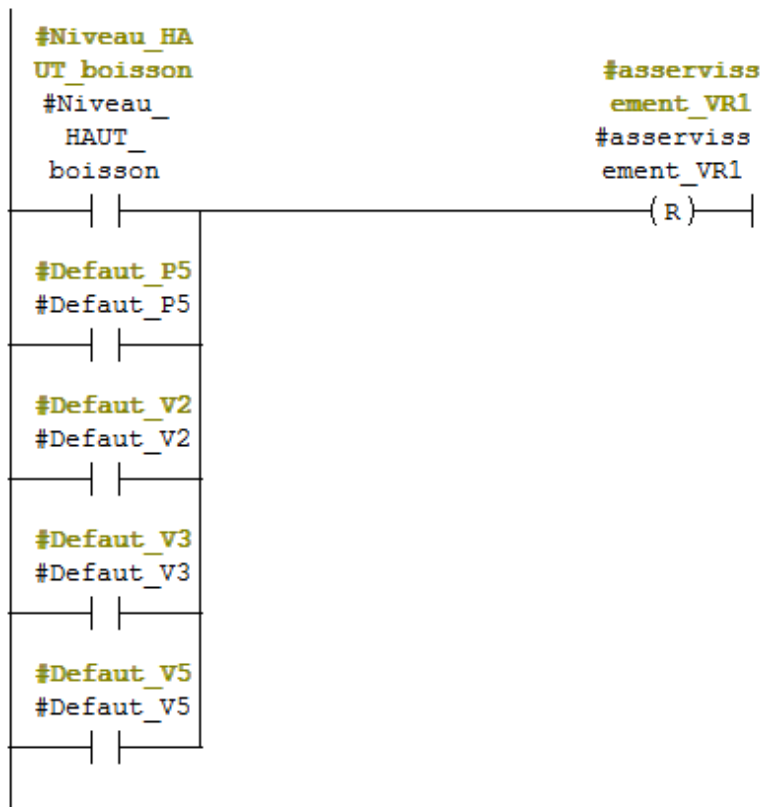 #Niveau_HA
UT_boisson
#Niveau_
HAUT_
boisson
#asserviss
ement_VR1
#asserviss
ement_VR1
( R )
#Defaut_P5
#Defaut_P5
#Defaut_V2
#Defaut_V2
#Defaut_V3
#Defaut_V3
#Defaut_V5
#Defaut_V5